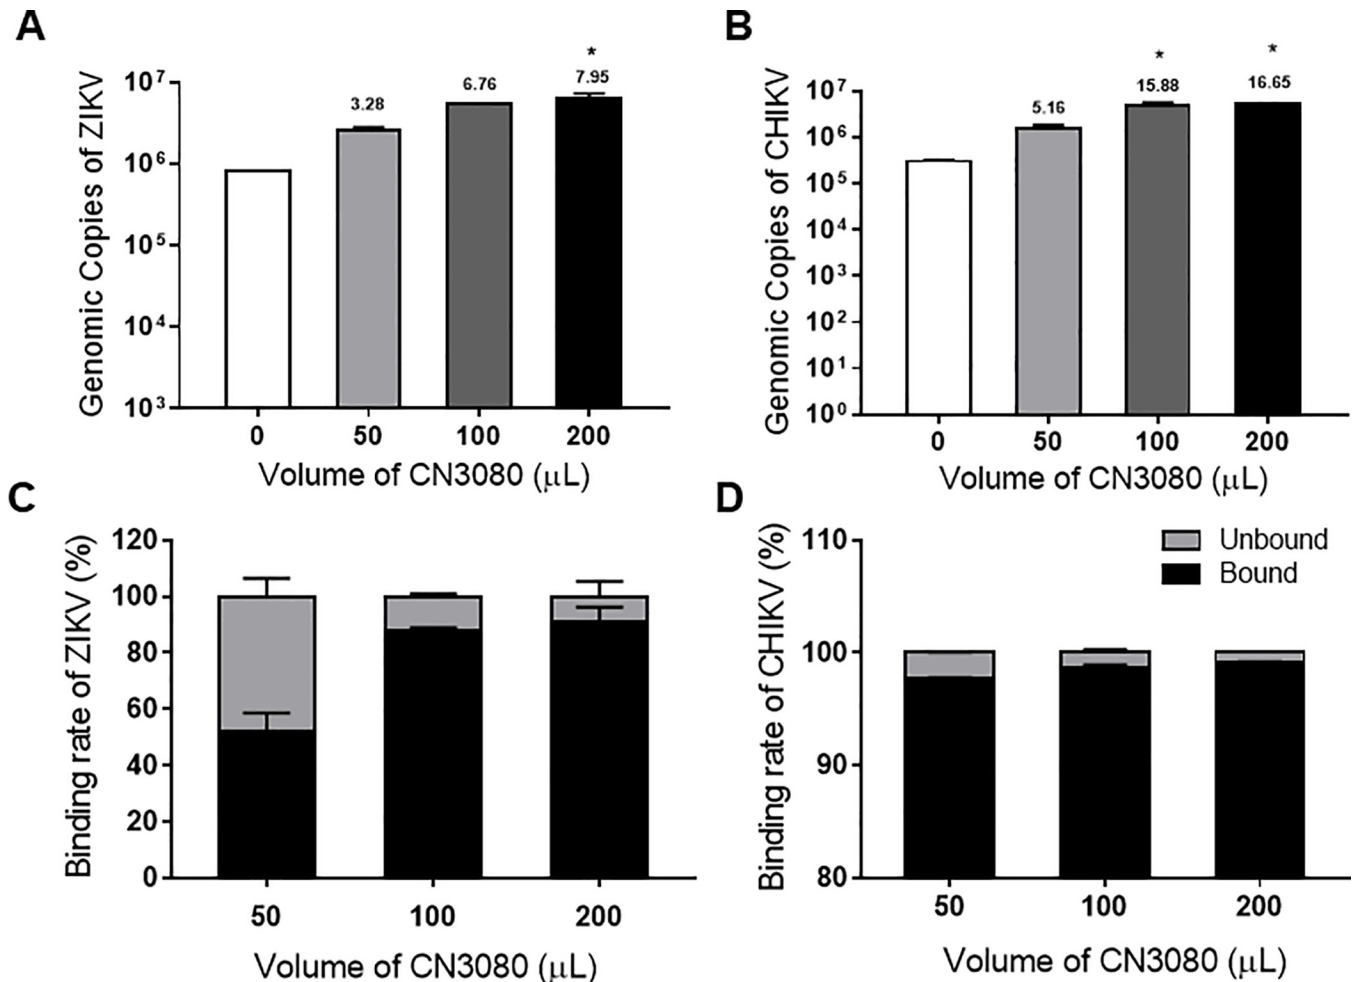 A
Genomic Copies of ZIKV
10⁷
10⁶
10⁵
10⁴
10³
3.28
6.76
*
7.95
0 50 100 200
Volume of CN3080 (μL)
B
Genomic Copies of CHIKV
10⁷
10⁶
10⁵
10⁴
10³
10²
10¹
10⁰
5.16
*
15.88
*
16.65
0 50 100 200
Volume of CN3080 (μL)
C
Binding rate of ZIKV (%)
120
100
80
60
40
20
0
50 100 200
Volume of CN3080 (μL)
D
Binding rate of CHIKV (%)
110
100
90
80
Unbound
Bound
50 100 200
Volume of CN3080 (μL)